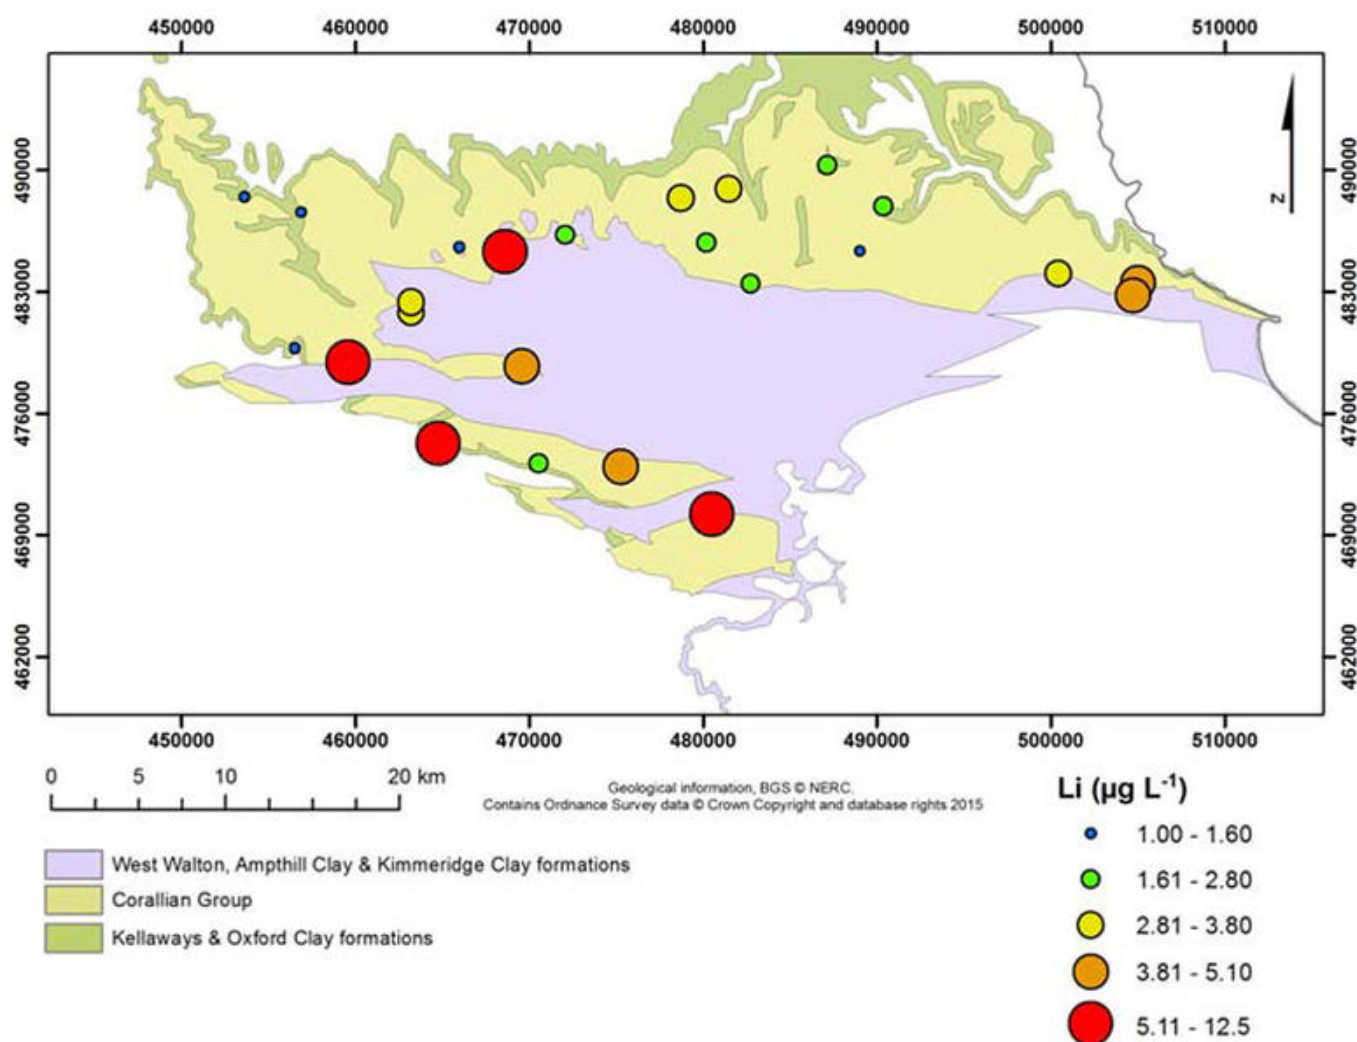 450000 460000 470000 480000 490000 500000 510000
490000 490000
483000 483000
476000 476000
469000 469000
462000 462000
N
450000 460000 470000 480000 490000 500000 510000
0 5 10 20 km
Geological information, BGS © NERC.
Contains Ordnance Survey data © Crown Copyright and database rights 2015
West Walton, Ampthill Clay & Kimmeridge Clay formations
Corallian Group
Kellaways & Oxford Clay formations
Li (µg L⁻¹)
1.00 - 1.60
1.61 - 2.80
2.81 - 3.80
3.81 - 5.10
5.11 - 12.5